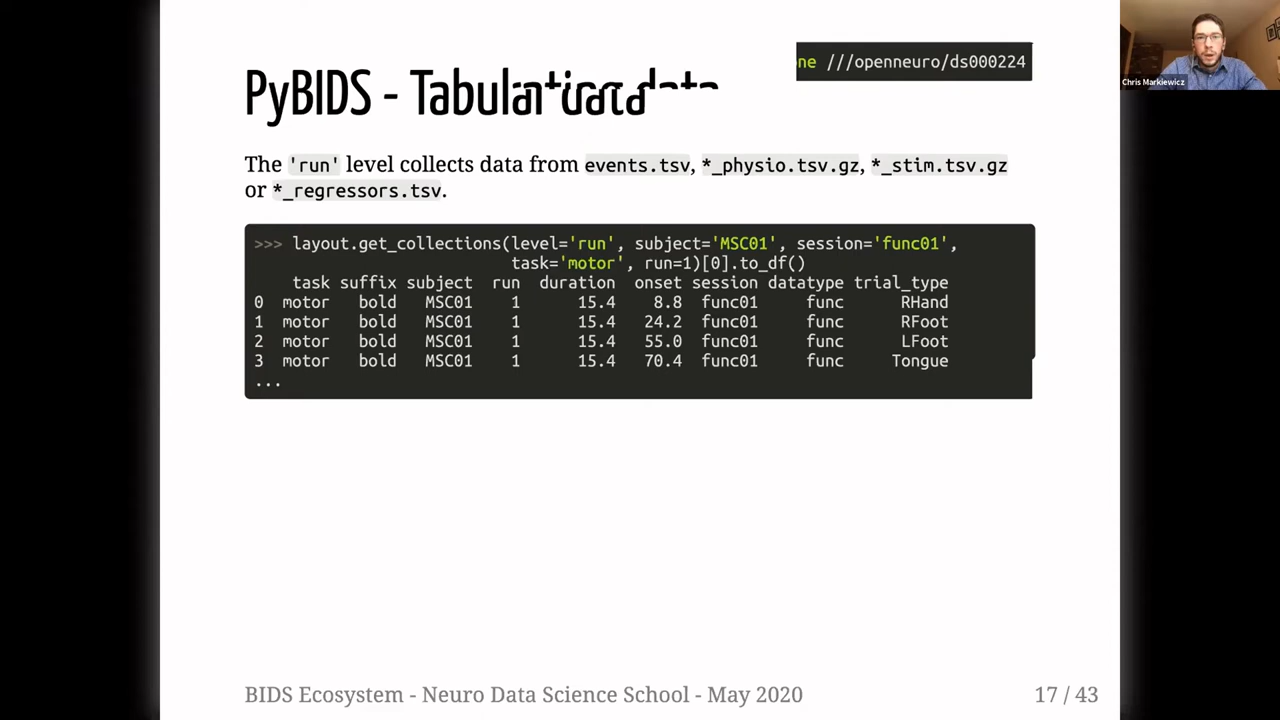 ne ///openneuro/ds000224
Chris Markiewicz
PyBIDS - Tabular data
The 'run' level collects data from events.tsv, *_physio.tsv.gz, *_stim.tsv.gz
or *_regressors.tsv.
>>> layout.get_collections(level='run', subject='MSC01', session='func01',
task='motor', run=1)[0].to_df()
task suffix subject run duration onset session datatype trial_type
0 motor bold MSC01 1 15.4 8.8 func01 func RHand
1 motor bold MSC01 1 15.4 24.2 func01 func RFoot
2 motor bold MSC01 1 15.4 55.0 func01 func LFoot
3 motor bold MSC01 1 15.4 70.4 func01 func Tongue
...
BIDS Ecosystem - Neuro Data Science School - May 2020
17 / 43